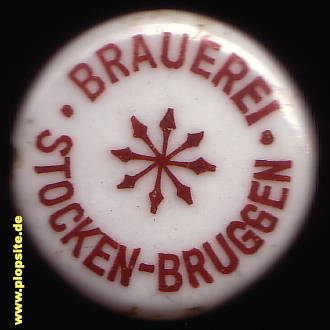 • BRAUEREI •
STOCKEN-BRUGGEN
www.plopsite.de